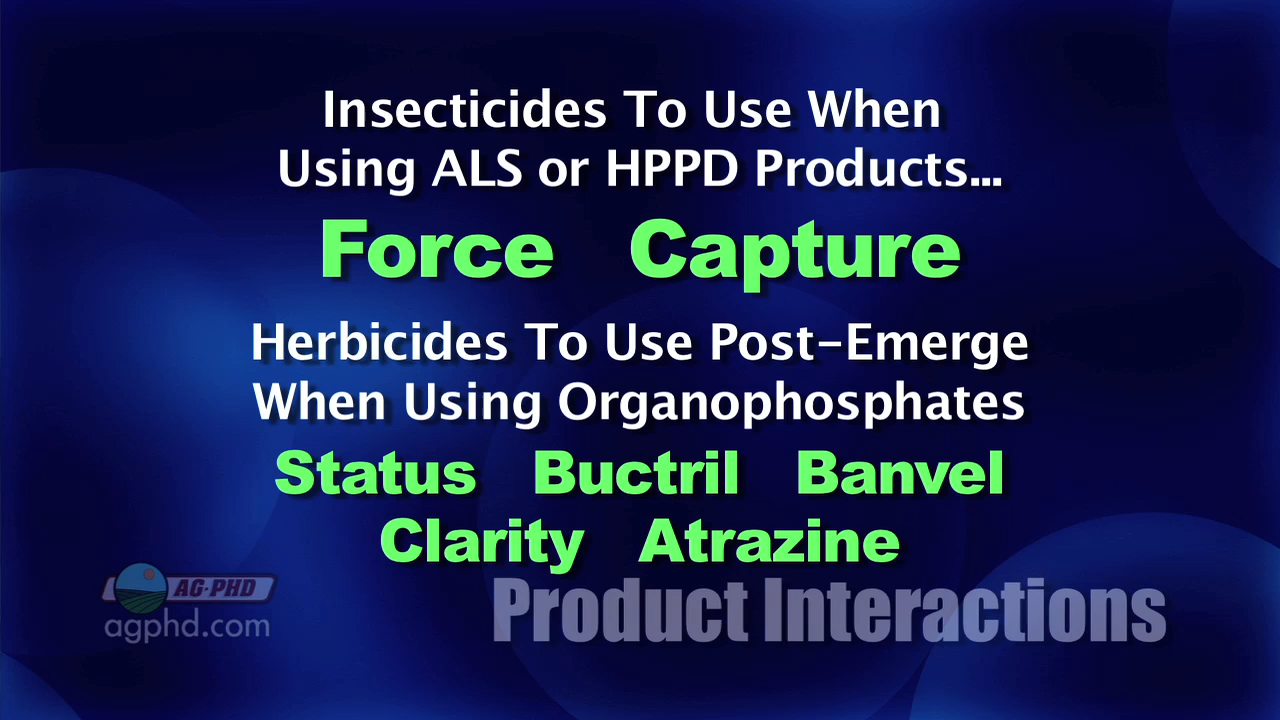 Insecticides To Use When
Using ALS or HPPD Products...
Force Capture
Herbicides To Use Post-Emerge
When Using Organophosphates
Status Buctril Banvel
Clarity Atrazine
AG·PHD
agphd.com
Product Interactions